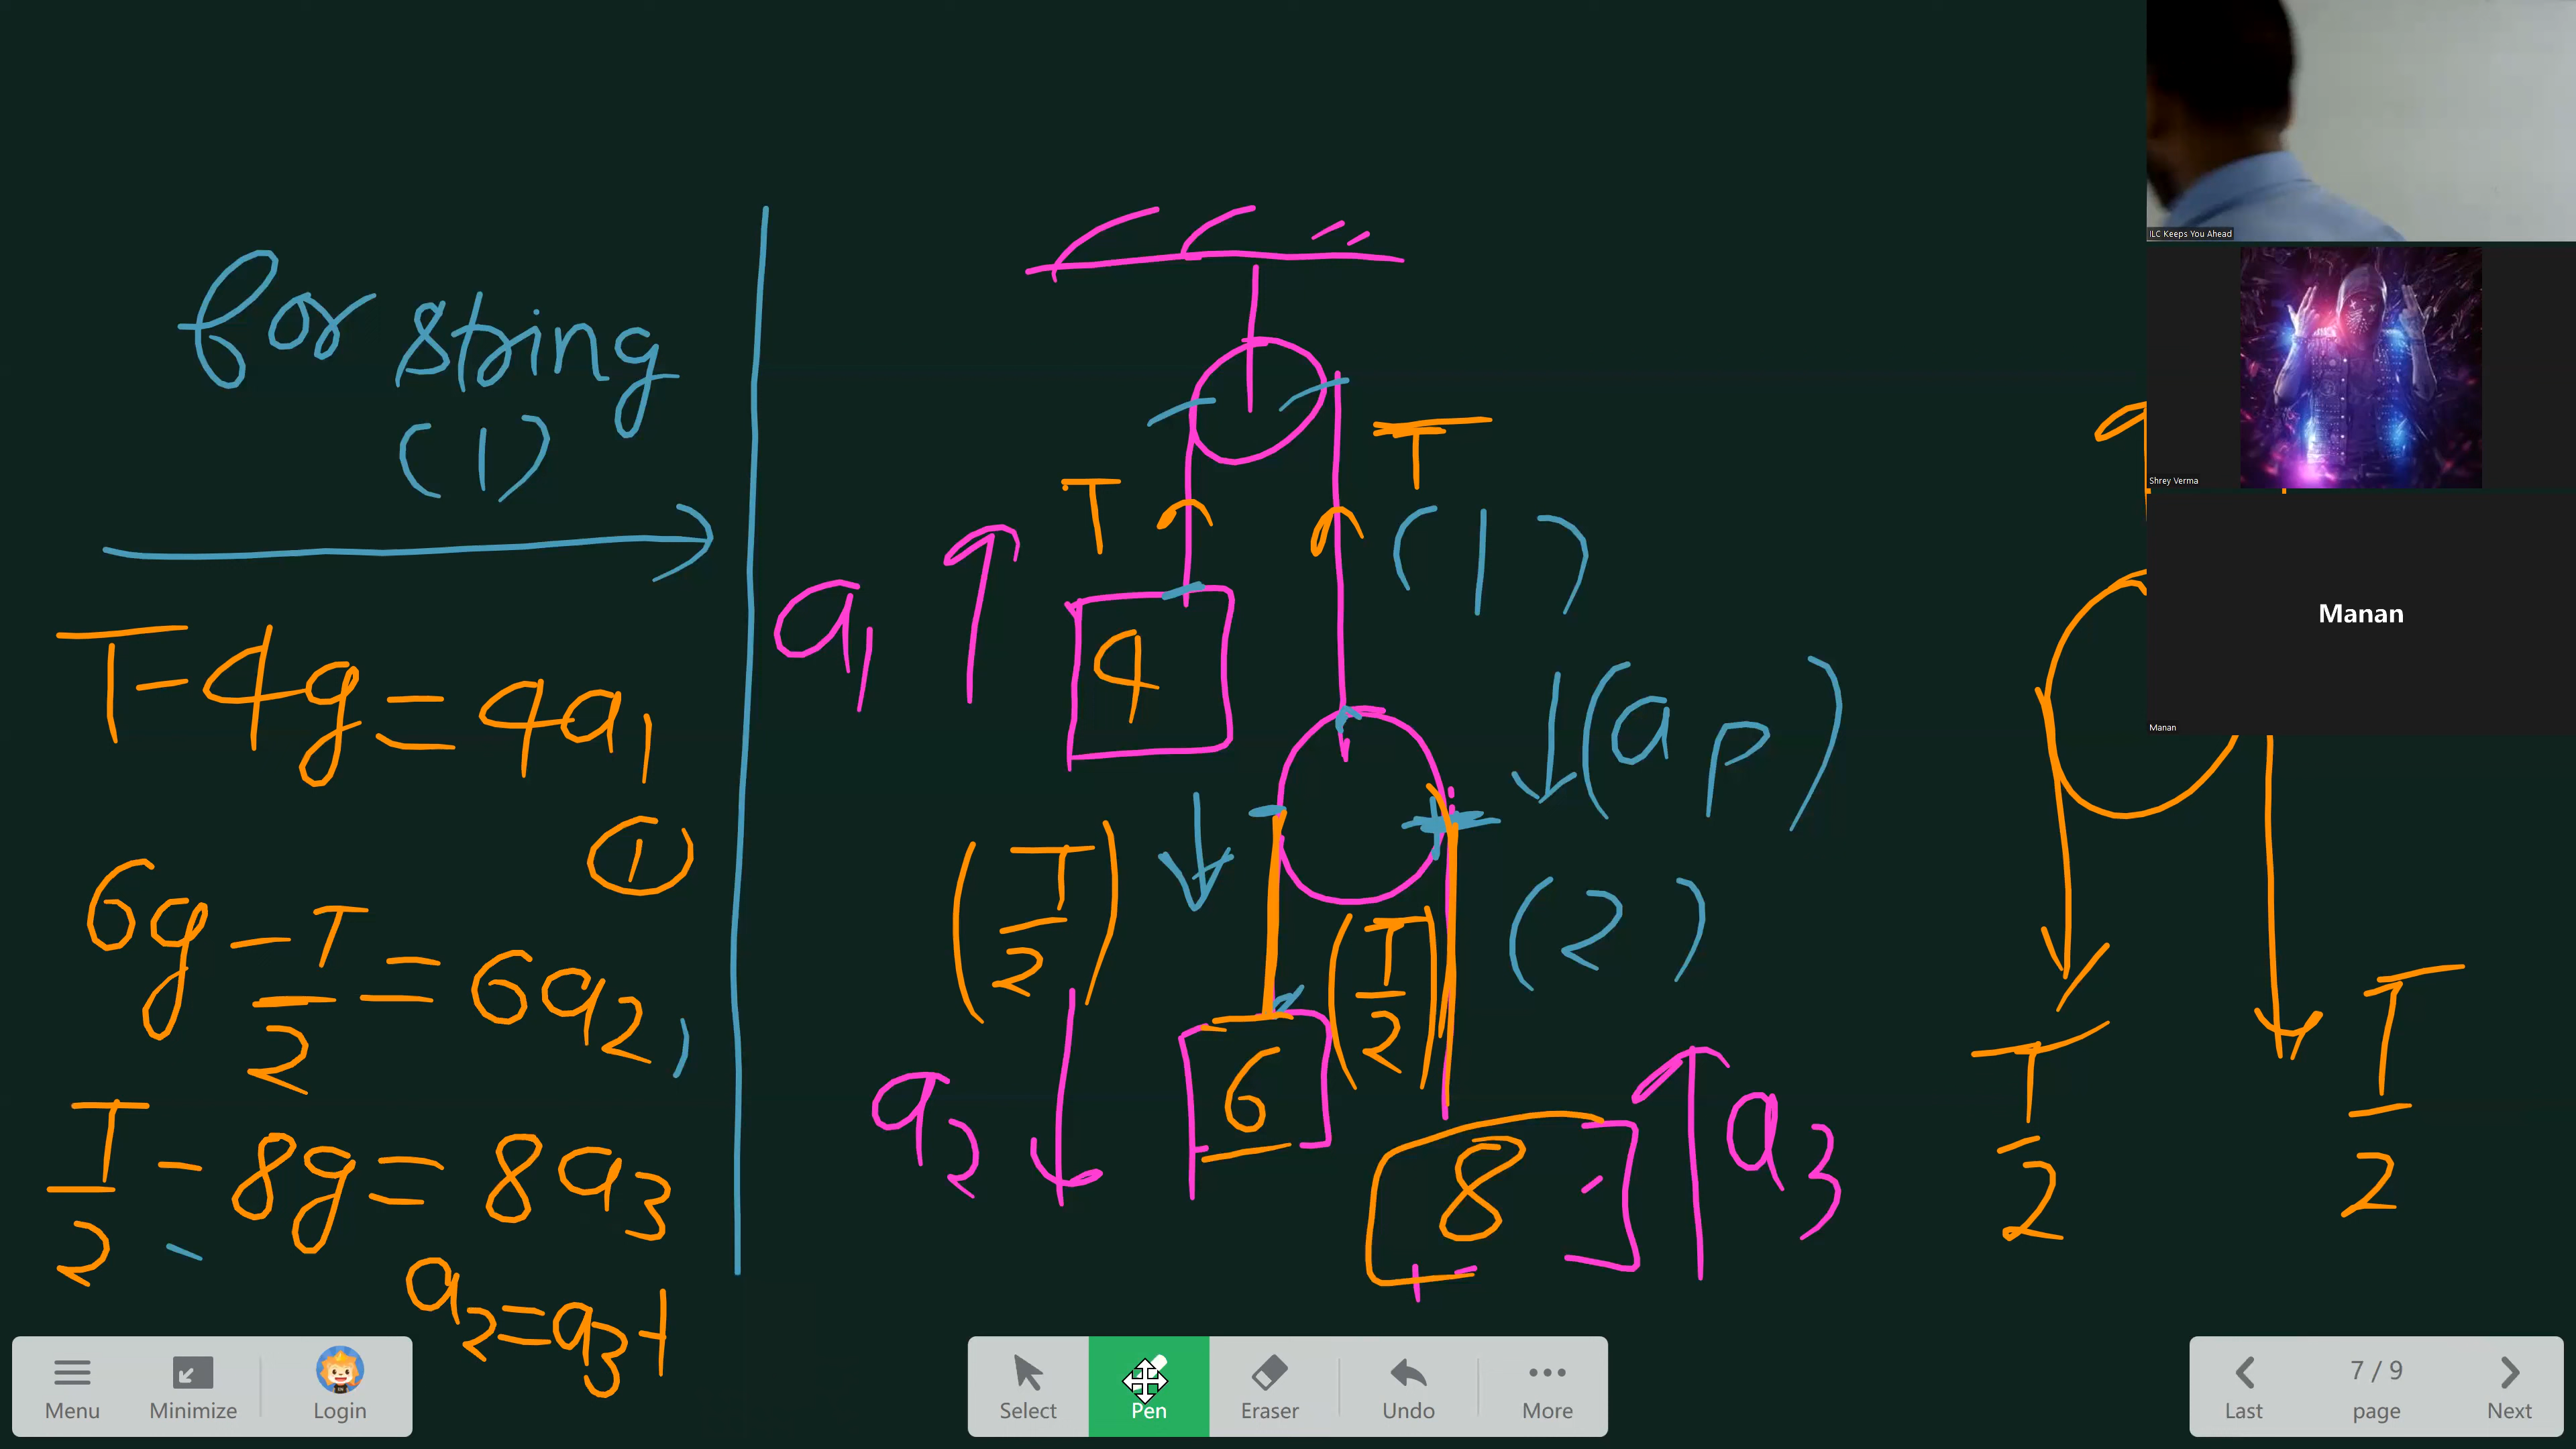 for string
(1)
T-4g=4a1
①
6g-T/2=6a2,
T/2-8g=8a3
a2=a3+
T
T
(1)
a1
4
(ap)
(T/2)
(T/2)
(2)
6
a2
8
a3
T/2
T/2
ILC Keeps You Ahead
Shrey Verma
Manan
Manan
Menu
Minimize
Login
Select
Pen
Eraser
Undo
More
Last
7 / 9
page
Next